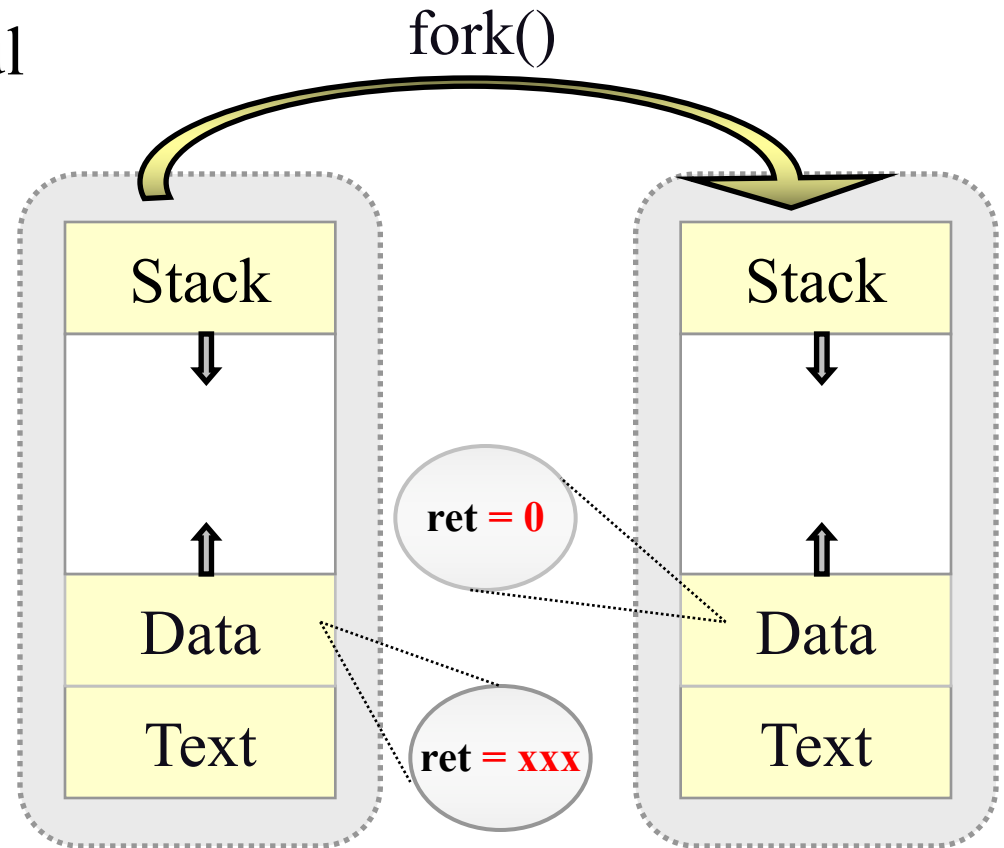 fork()
Stack
Stack
ret = 0
Data
Data
ret = xxx
Text
Text